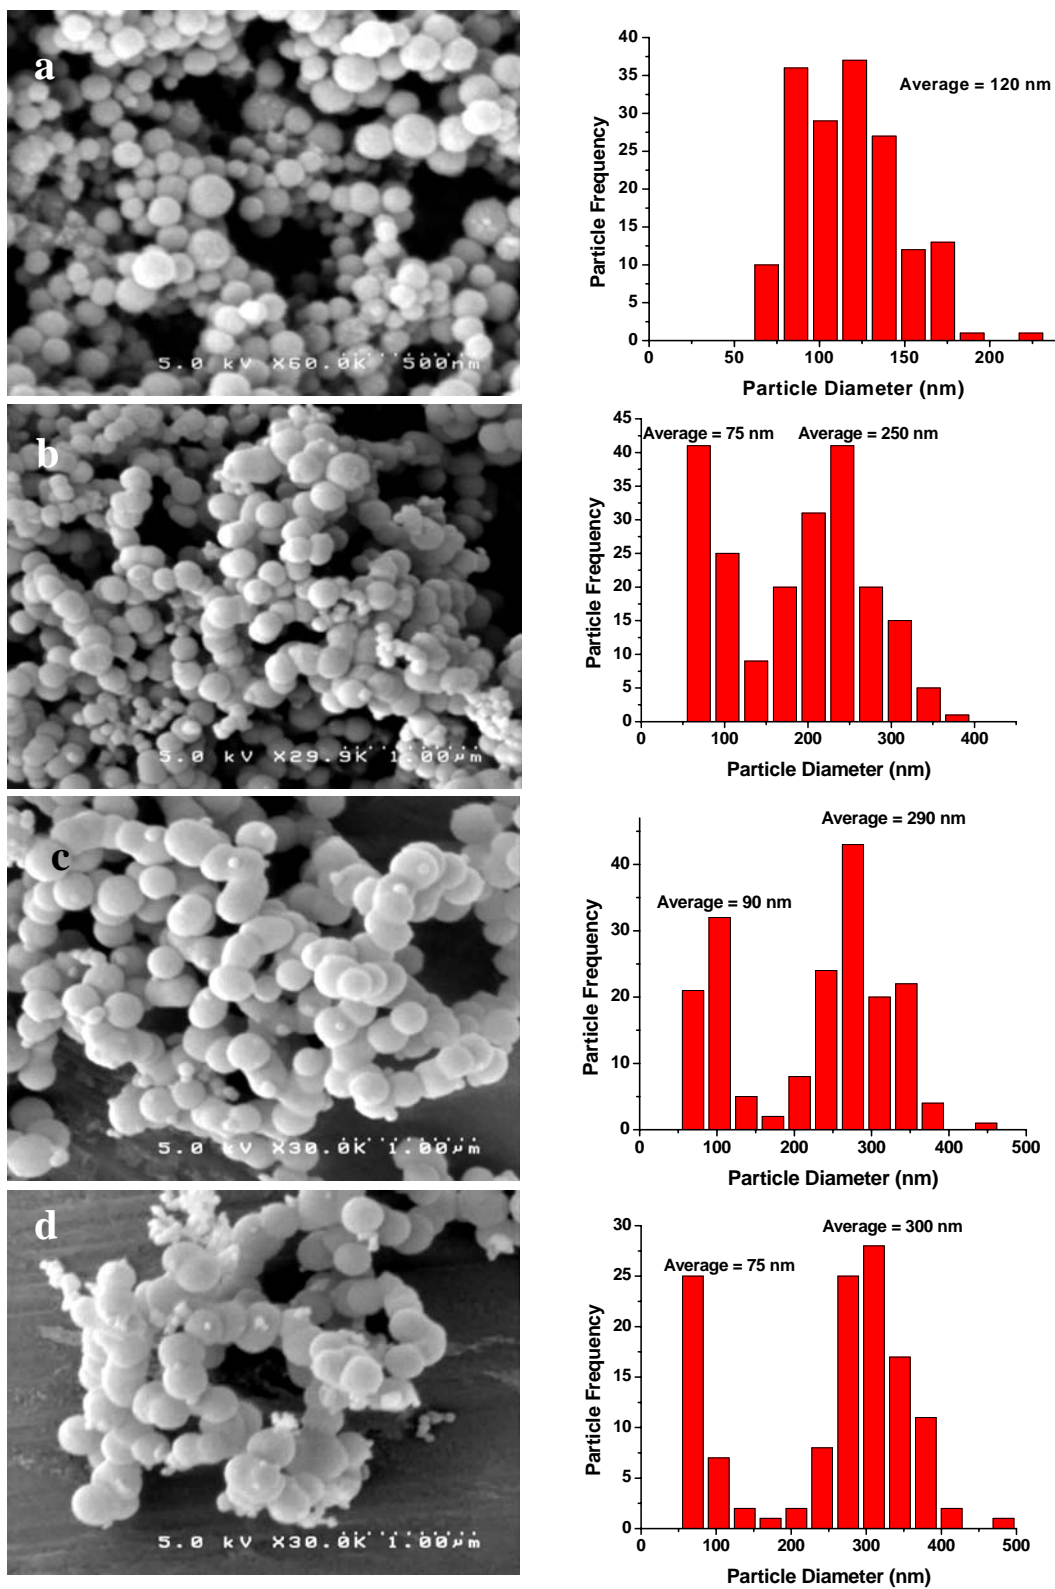 a
5.0 kV X60.0K 500nm
40
35
30
25
20
15
10
5
0
0 50 100 150 200
Average = 120 nm
Particle Frequency
Particle Diameter (nm)
b
5.0 kV X29.9K 1.00μm
45
40
35
30
25
20
15
10
5
0
0 100 200 300 400
Average = 75 nm Average = 250 nm
Particle Frequency
Particle Diameter (nm)
c
5.0 kV X30.0K 1.00μm
Average = 290 nm
Average = 90 nm
40
30
20
10
0
0 100 200 300 400 500
Particle Frequency
Particle Diameter (nm)
d
5.0 kV X30.0K 1.00μm
Average = 300 nm
Average = 75 nm
30
25
20
15
10
5
0
0 100 200 300 400 500
Particle Frequency
Particle Diameter (nm)